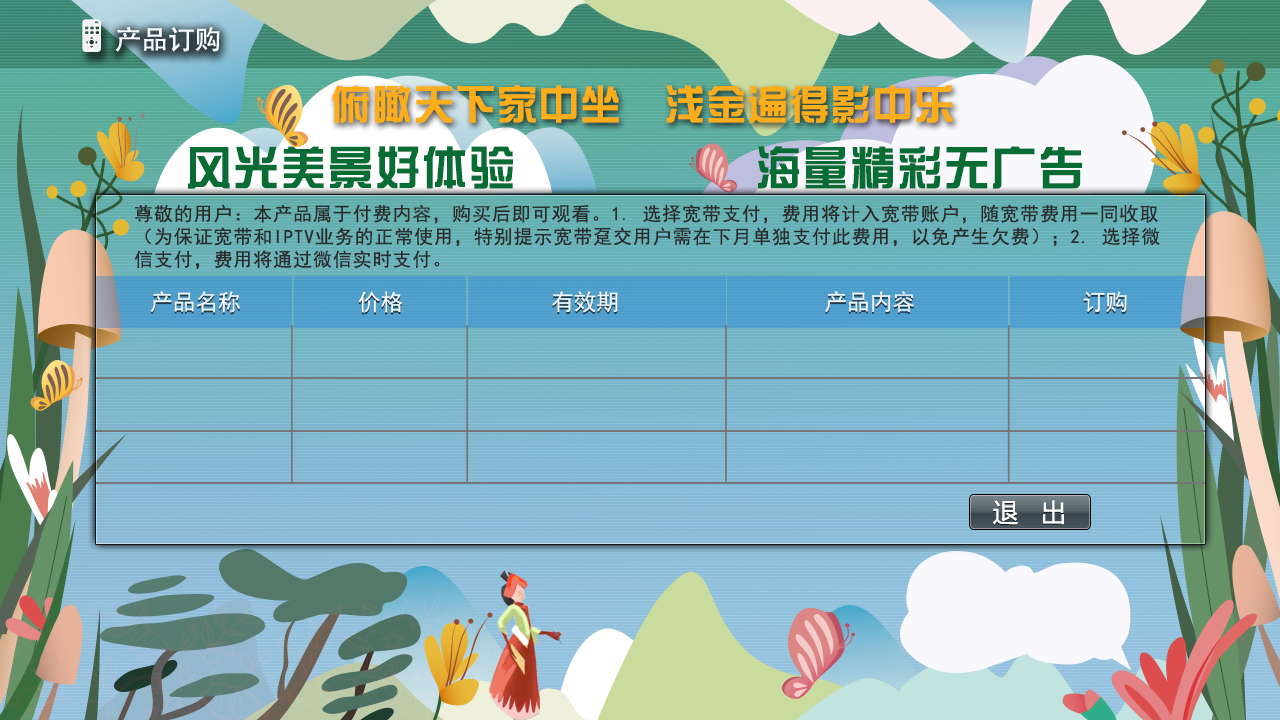 产品订购
俯瞰天下家中坐 浅金遍得影中乐
风光美景好体验 海量精彩无广告
尊敬的用户：本产品属于付费内容，购买后即可观看。1. 选择宽带支付，费用将计入宽带账户，随宽带费用一同收取
（为保证宽带和IPTV业务的正常使用，特别提示宽带趸交用户需在下月单独支付此费用，以免产生欠费）；2. 选择微
信支付，费用将通过微信实时支付。
产品名称 价格 有效期 产品内容 订购
退 出